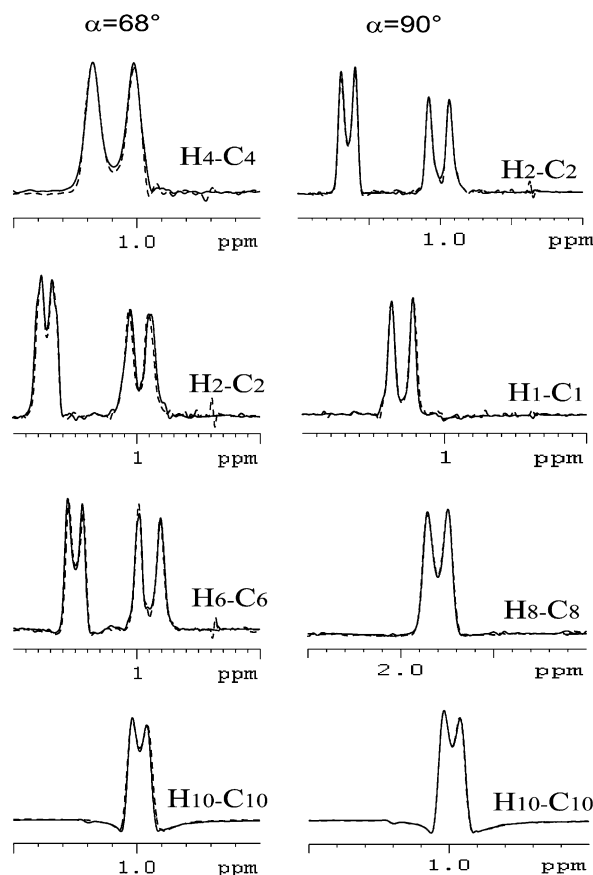 α=68°
α=90°
H4-C4
1.0 ppm
H2-C2
1.0 ppm
H2-C2
1 ppm
H1-C1
1 ppm
H6-C6
1 ppm
H8-C8
2.0 ppm
H10-C10
1.0 ppm
H10-C10
1.0 ppm